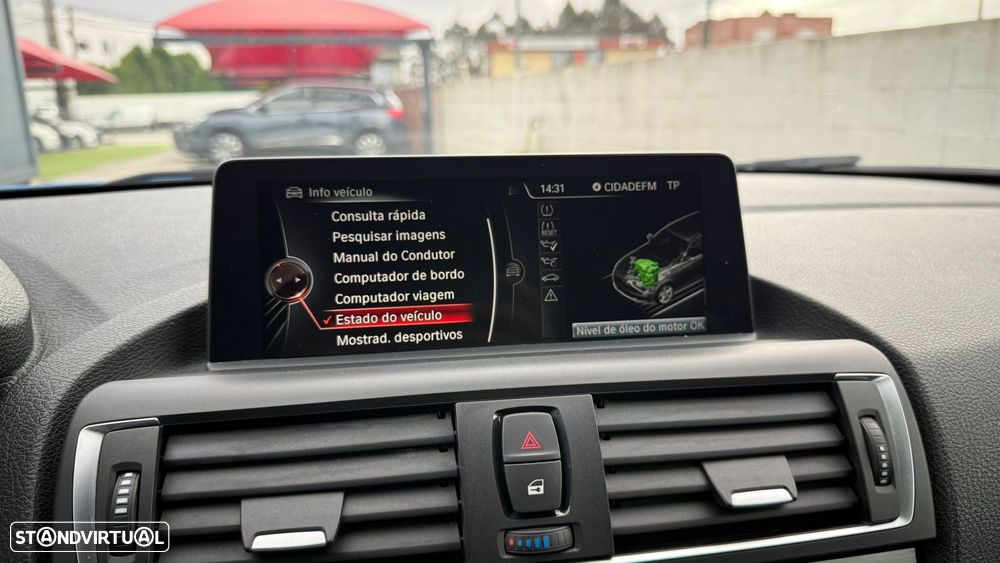 Info veículo
14:31
CIDADEFM
TP
Consulta rápida
Pesquisar imagens
Manual do Condutor
Computador de bordo
Computador viagem
Estado do veículo
Mostrad. desportivos
RESET
Nível de óleo do motor OK
STANDVIRTUAL